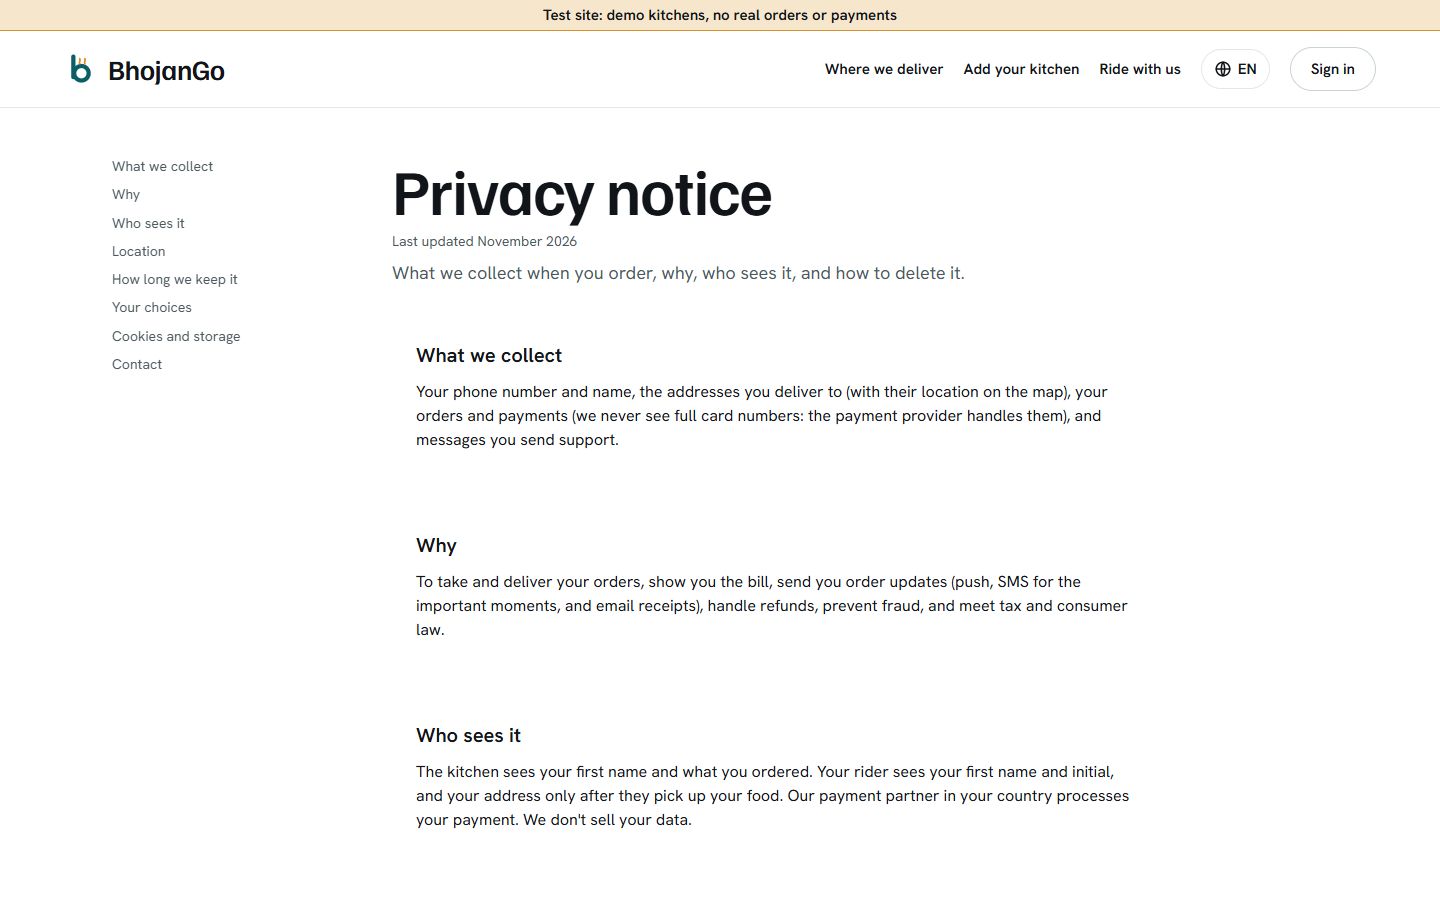 Test site: demo kitchens, no real orders or payments
BhojanGo
Where we deliver
Add your kitchen
Ride with us
EN
Sign in
What we collect
Why
Who sees it
Location
How long we keep it
Your choices
Cookies and storage
Contact
Privacy notice
Last updated November 2026
What we collect when you order, why, who sees it, and how to delete it.
What we collect
Your phone number and name, the addresses you deliver to (with their location on the map), your
orders and payments (we never see full card numbers: the payment provider handles them), and
messages you send support.
Why
To take and deliver your orders, show you the bill, send you order updates (push, SMS for the
important moments, and email receipts), handle refunds, prevent fraud, and meet tax and consumer
law.
Who sees it
The kitchen sees your first name and what you ordered. Your rider sees your first name and initial,
and your address only after they pick up your food. Our payment partner in your country processes
your payment. We don't sell your data.